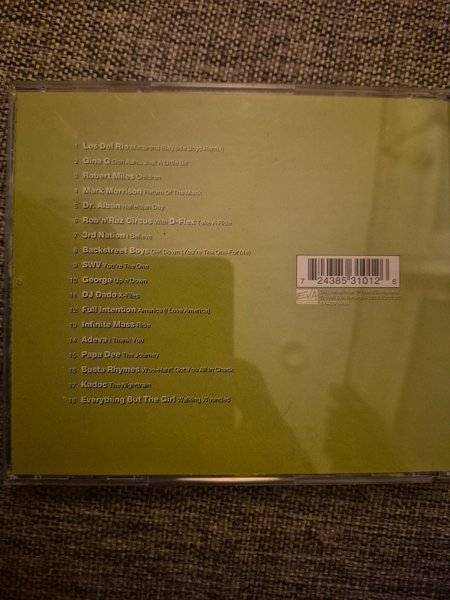 1 Los Del Rio Macarena (Bayside Boys Remix)
2 Gina G Ooh Aah... Just A Little Bit
3 Robert Miles Children
4 Mark Morrison Return Of The Mack
5 Dr. Alban Hallelujah Day
6 Rob'n'Raz Circus With D-Flex Take A Ride
7 3rd Nation I Believe
8 Backstreet Boys Get Down (You're The One For Me)
9 SWV You're The One
10 George Up'n' Down
11 DJ Dado X-Files
12 Full Intention America (I Love America)
13 Infinite Mass Ride
14 Adeva I Thank You
15 Papa Dee The Journey
16 Busta Rhymes Woo-Hah!! Got You All In Check
17 Kadoc The Nighttrain
18 Everything But The Girl Walking Wounded
7 24385 31012 6